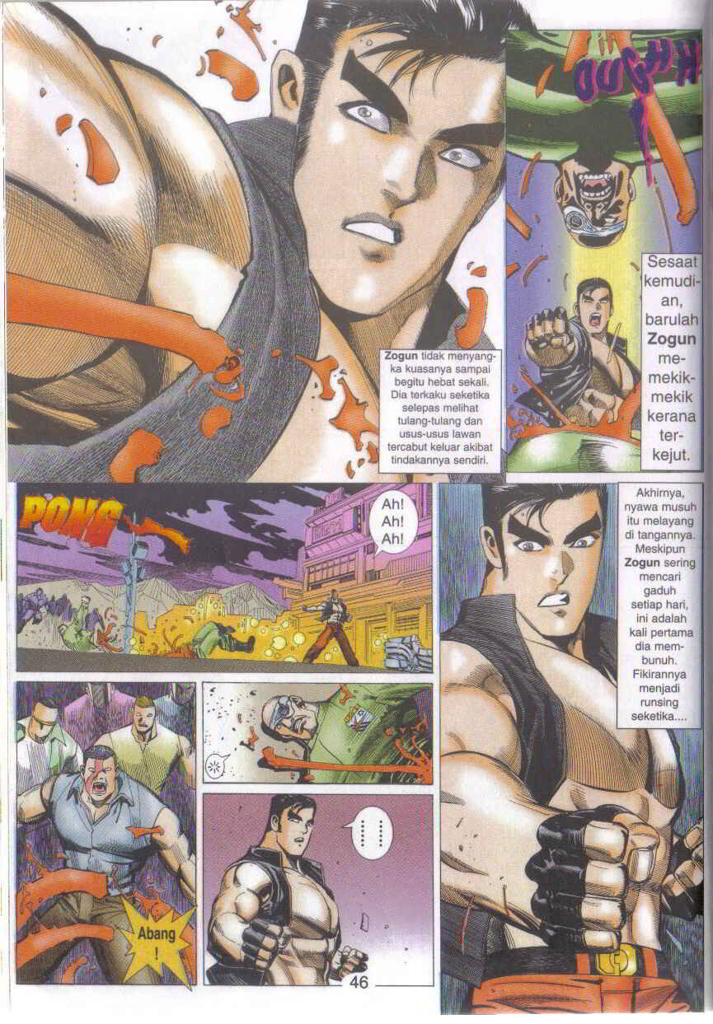 Zogun tidak menyang-
ka kuasanya sampai
begitu hebat sekali.
Dia terkaku seketika
selepas melihat
tulang-tulang dan
usus-usus lawan
tercabut keluar akibat
tindakannya sendiri.
Sesaat
kemudi-
an,
barulah
Zogun
me-
mekik-
mekik
kerana
ter-
kejut.
PONG
Ah!
Ah!
Ah!
Akhirnya,
nyawa musuh
itu melayang
di tangannya.
Meskipun
Zogun sering
mencari
gaduh
setiap hari,
ini adalah
kali pertama
dia mem-
bunuh.
Fikirannya
menjadi
runsing
seketika....
Abang
!
46